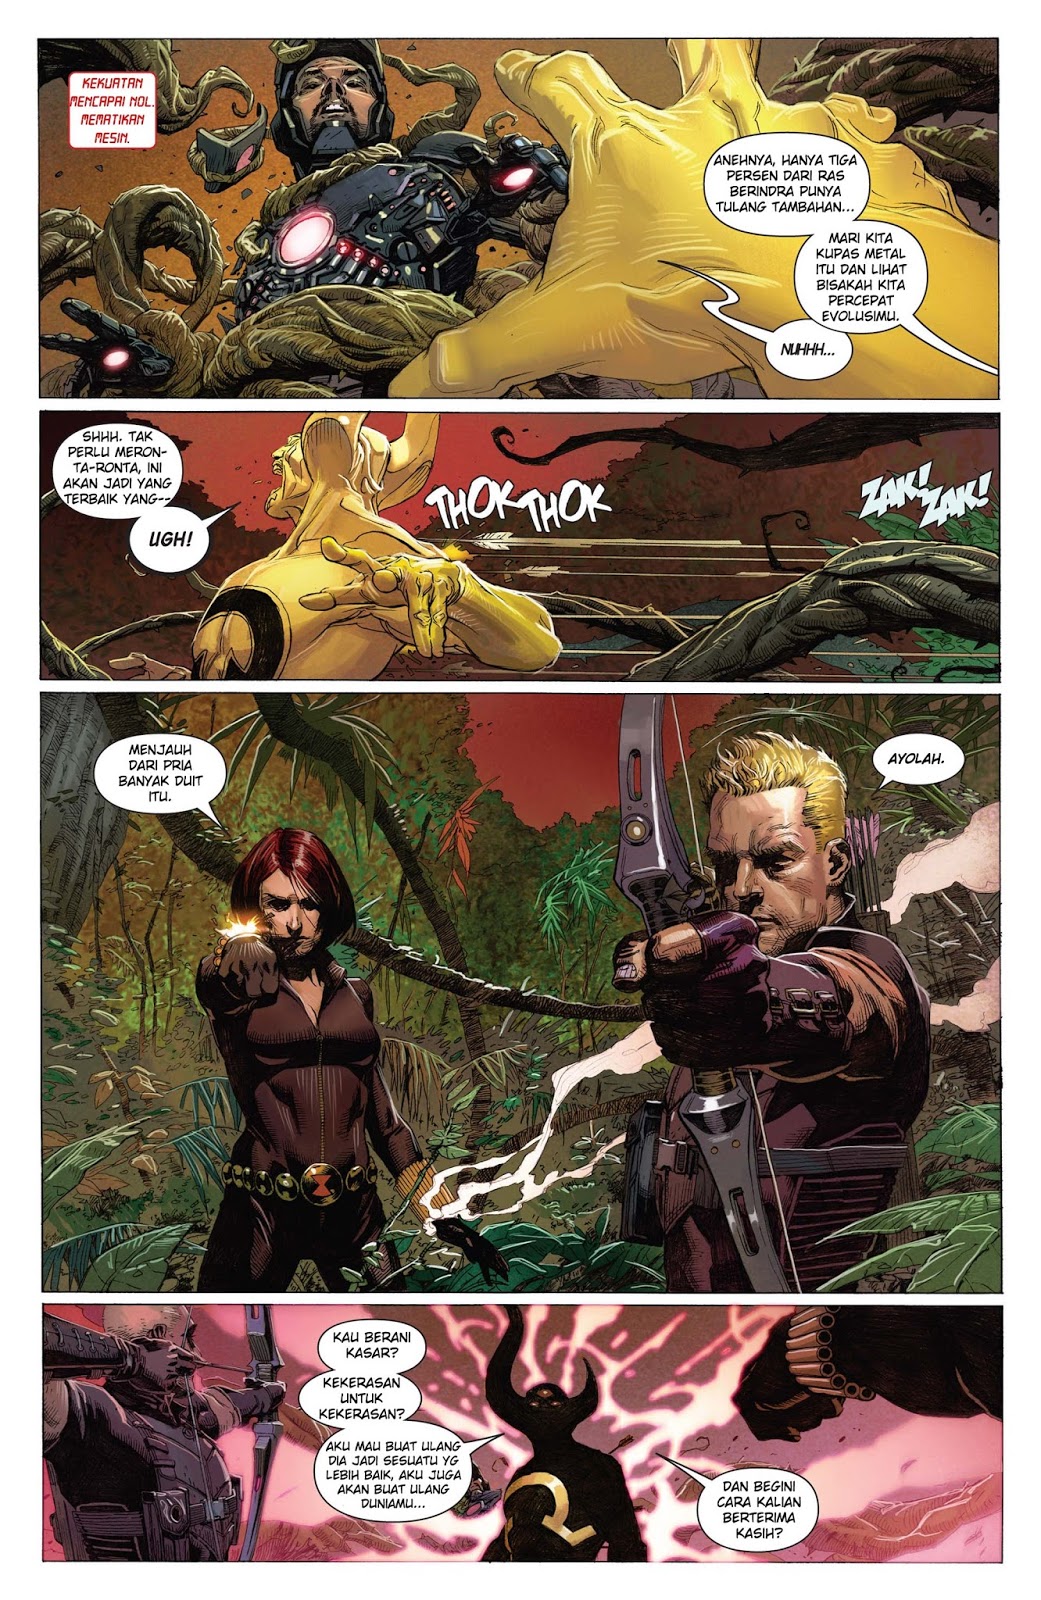 KEKUATAN
MENCAPAI NOL.
MEMATIKAN
MESIN.
ANEHNYA, HANYA TIGA
PERSEN DARI RAS
BERINDRA PUNYA
TULANG TAMBAHAN...
MARI KITA
KUPAS METAL
ITU DAN LIHAT
BISAKAH KITA
PERCEPAT
EVOLUSIMU.
NUHHH...
SHHH. TAK
PERLU MERON-
TA-RONTA, INI
AKAN JADI YANG
TERBAIK YANG--
UGH!
THOK THOK
ZAK! ZAK!
MENJAUH
DARI PRIA
BANYAK DUIT
ITU.
AYOLAH.
KAU BERANI
KASAR?
KEKERASAN
UNTUK
KEKERASAN?
AKU MAU BUAT ULANG
DIA JADI SESUATU YG
LEBIH BAIK, AKU JUGA
AKAN BUAT ULANG
DUNIAMU...
DAN BEGINI
CARA KALIAN
BERTERIMA
KASIH?